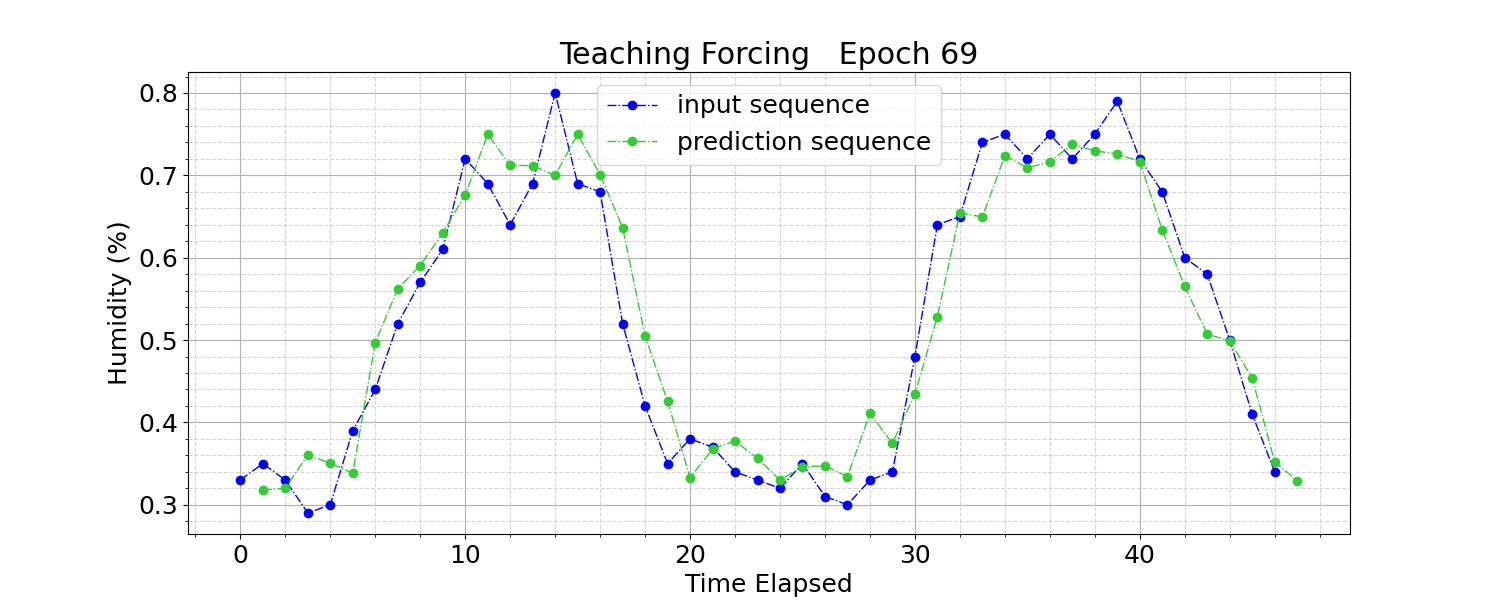 Teaching Forcing   Epoch 69
input sequence
prediction sequence
Humidity (%)
0.8
0.7
0.6
0.5
0.4
0.3
0 10 20 30 40
Time Elapsed